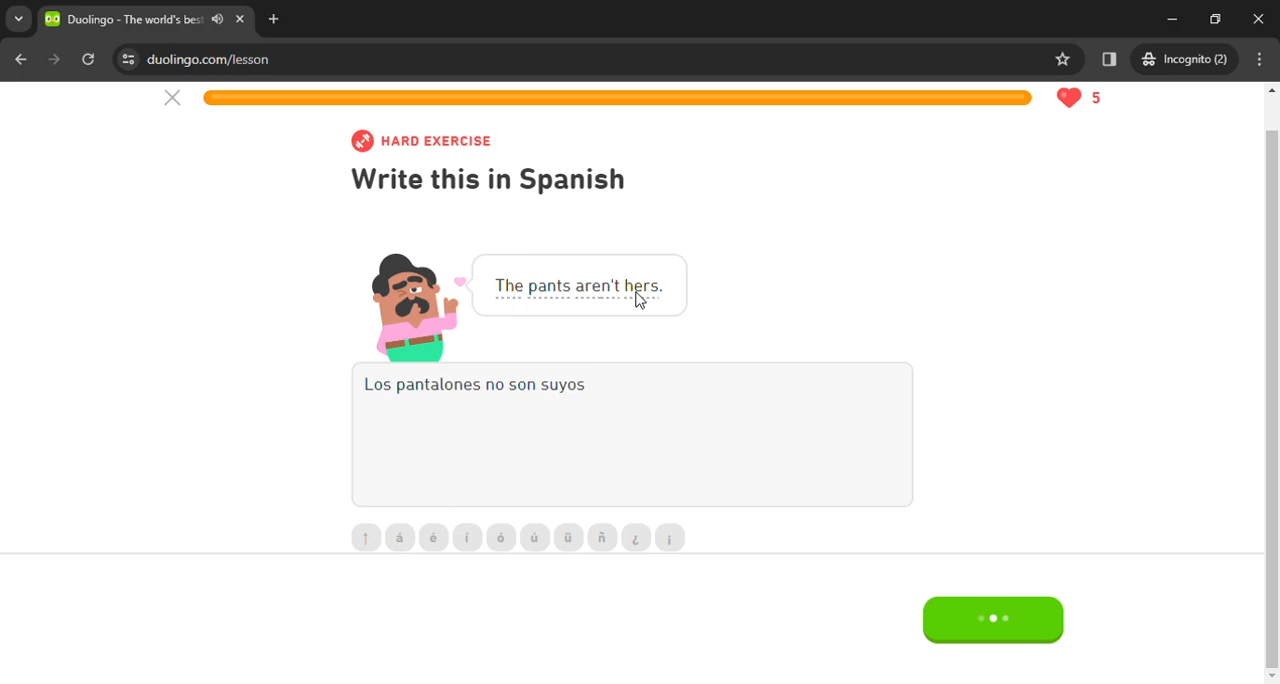 Duolingo - The world's bes
duolingo.com/lesson
Incognito (2)
5
HARD EXERCISE
Write this in Spanish
The pants aren't hers.
Los pantalones no son suyos
↑ á é í ó ú ü ñ ¿ ¡